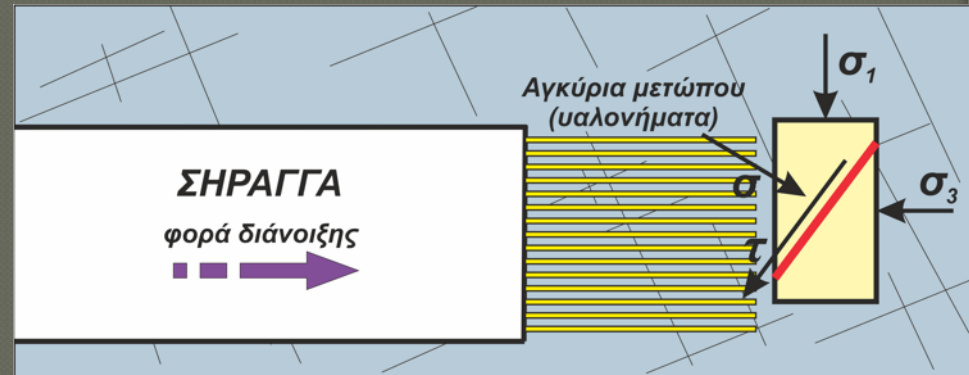 ΣΗΡΑΓΓΑ
φορά διάνοιξης
Αγκύρια μετώπου
(υαλονήματα)
σ
τ
σ₁
σ₃